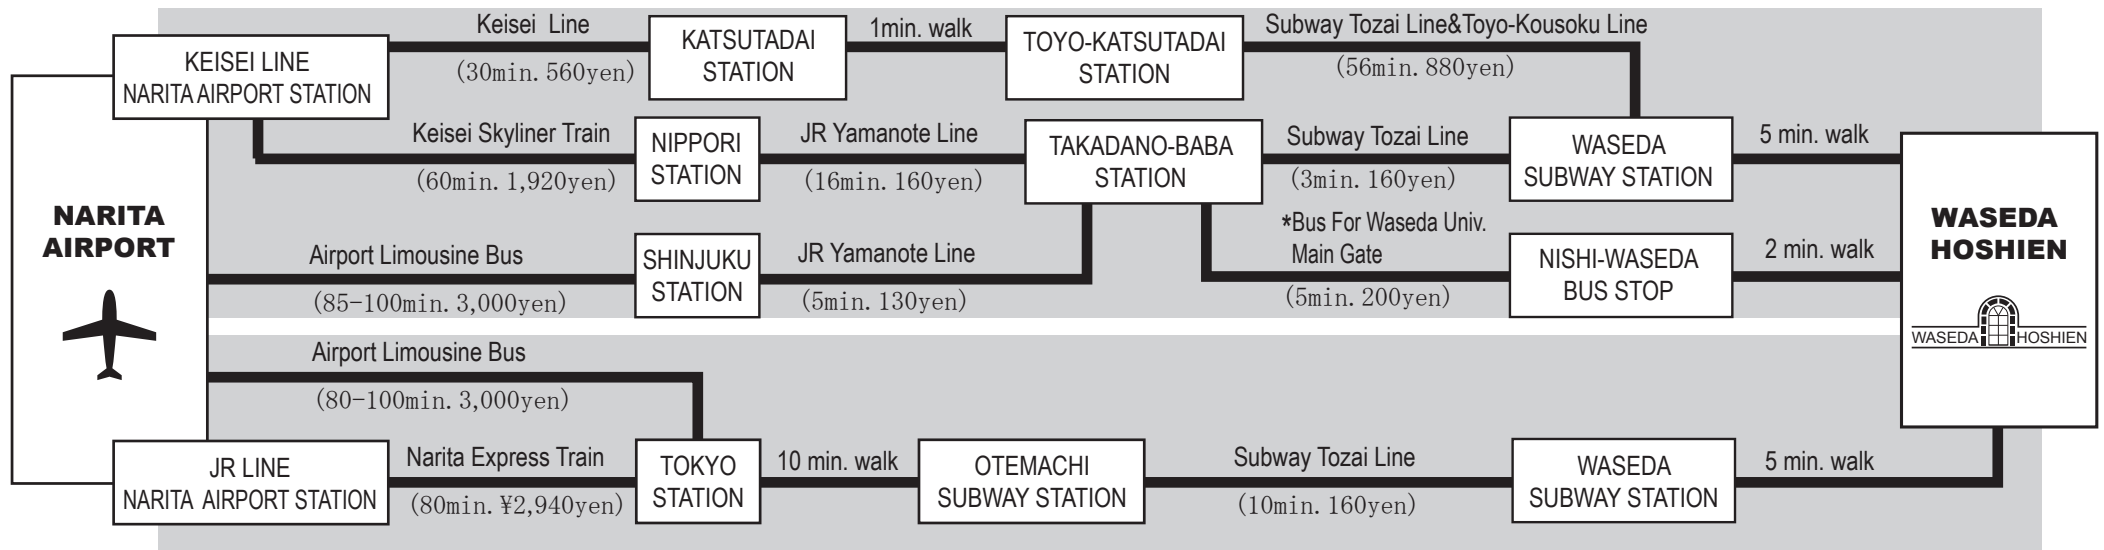 NARITA
AIRPORT
KEISEI LINE
NARITA AIRPORT STATION
Keisei Line
(30min. 560yen)
KATSUTADAI
STATION
1min. walk
TOYO-KATSUTADAI
STATION
Subway Tozai Line&Toyo-Kousoku Line
(56min. 880yen)
Keisei Skyliner Train
(60min. 1,920yen)
NIPPORI
STATION
JR Yamanote Line
(16min. 160yen)
TAKADANO-BABA
STATION
Subway Tozai Line
(3min. 160yen)
WASEDA
SUBWAY STATION
5 min. walk
Airport Limousine Bus
(85-100min. 3,000yen)
SHINJUKU
STATION
JR Yamanote Line
(5min. 130yen)
*Bus For Waseda Univ.
Main Gate
(5min. 200yen)
NISHI-WASEDA
BUS STOP
2 min. walk
WASEDA
HOSHIEN
WASEDA HOSHIEN
Airport Limousine Bus
(80-100min. 3,000yen)
JR LINE
NARITA AIRPORT STATION
Narita Express Train
(80min. ¥2,940yen)
TOKYO
STATION
10 min. walk
OTEMACHI
SUBWAY STATION
Subway Tozai Line
(10min. 160yen)
WASEDA
SUBWAY STATION
5 min. walk